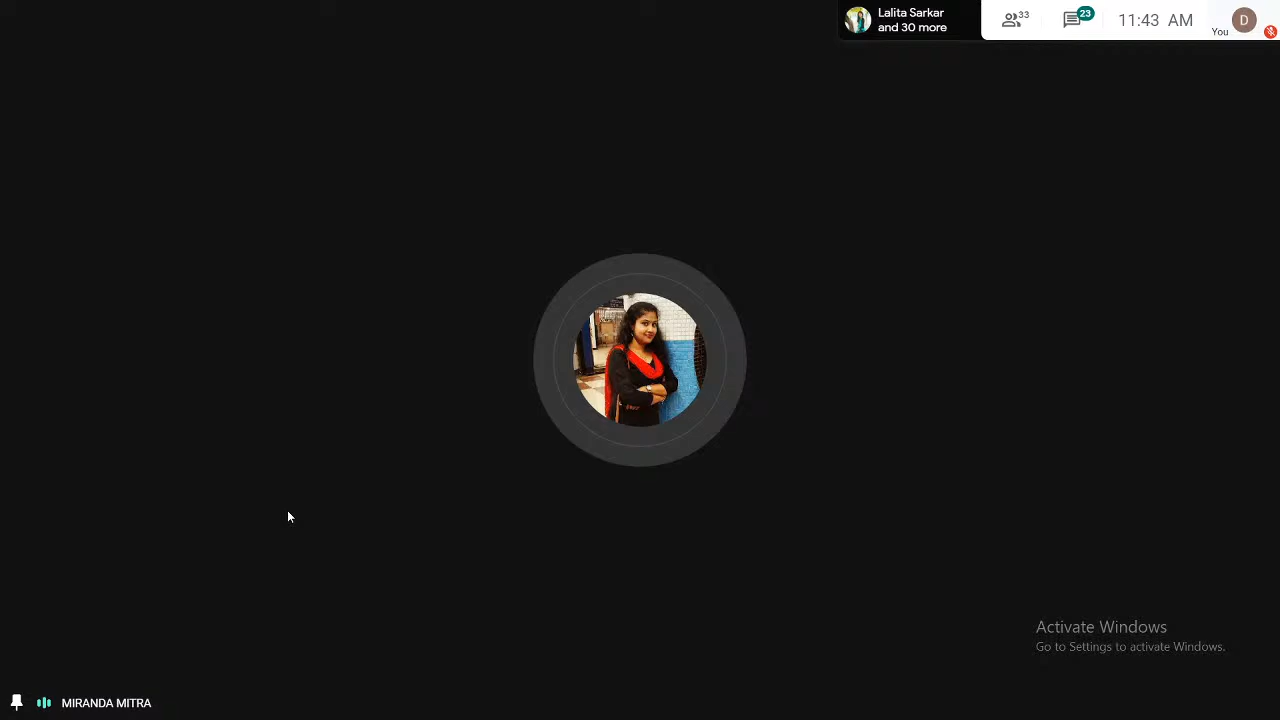 Lalita Sarkar
and 30 more
33
23
11:43 AM
You
D
Activate Windows
Go to Settings to activate Windows.
MIRANDA MITRA